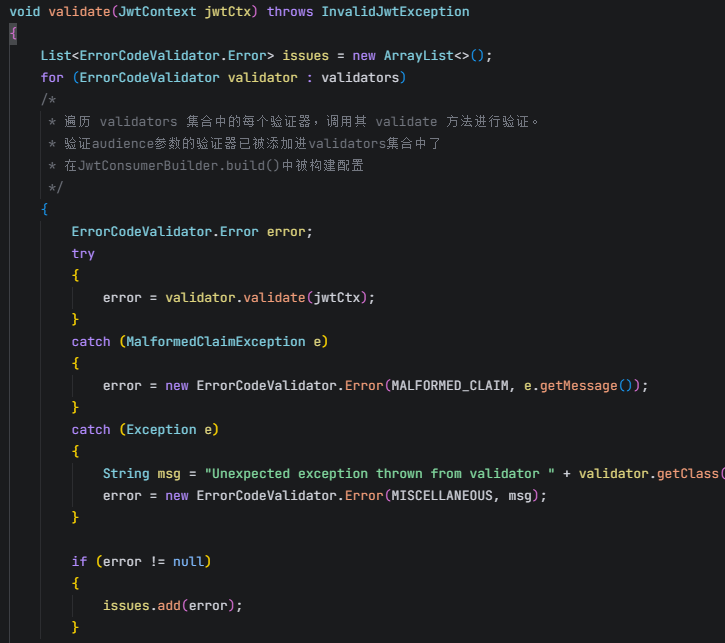 void validate(JwtContext jwtCtx) throws InvalidJwtException
{
List<ErrorCodeValidator.Error> issues = new ArrayList<>();
for (ErrorCodeValidator validator : validators)
/*
* 遍历 validators 集合中的每个验证器，调用其 validate 方法进行验证。
* 验证audience参数的验证器已被添加进validators集合中了
* 在JwtConsumerBuilder.build()中被构建配置
*/
{
ErrorCodeValidator.Error error;
try
{
error = validator.validate(jwtCtx);
}
catch (MalformedClaimException e)
{
error = new ErrorCodeValidator.Error(MALFORMED_CLAIM, e.getMessage());
}
catch (Exception e)
{
String msg = "Unexpected exception thrown from validator " + validator.getClass(
error = new ErrorCodeValidator.Error(MISCELLANEOUS, msg);
}
if (error != null)
{
issues.add(error);
}